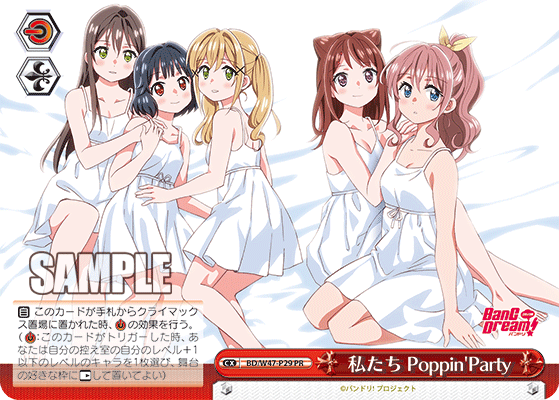 SAMPLE
自 このカードが手札からクライマッ
クス置場に置かれた時、の効果を行う。
(：このカードがトリガーした時、あ
なたは自分の控え室の自分のレベル＋1
以下のレベルのキャラを1枚選び、舞台
の好きな枠にして置いてよい)
BanG
Dream!
バンドリ!
CX
BD/W47-P29 PR
私たち Poppin'Party
©バンドリ! プロジェクト